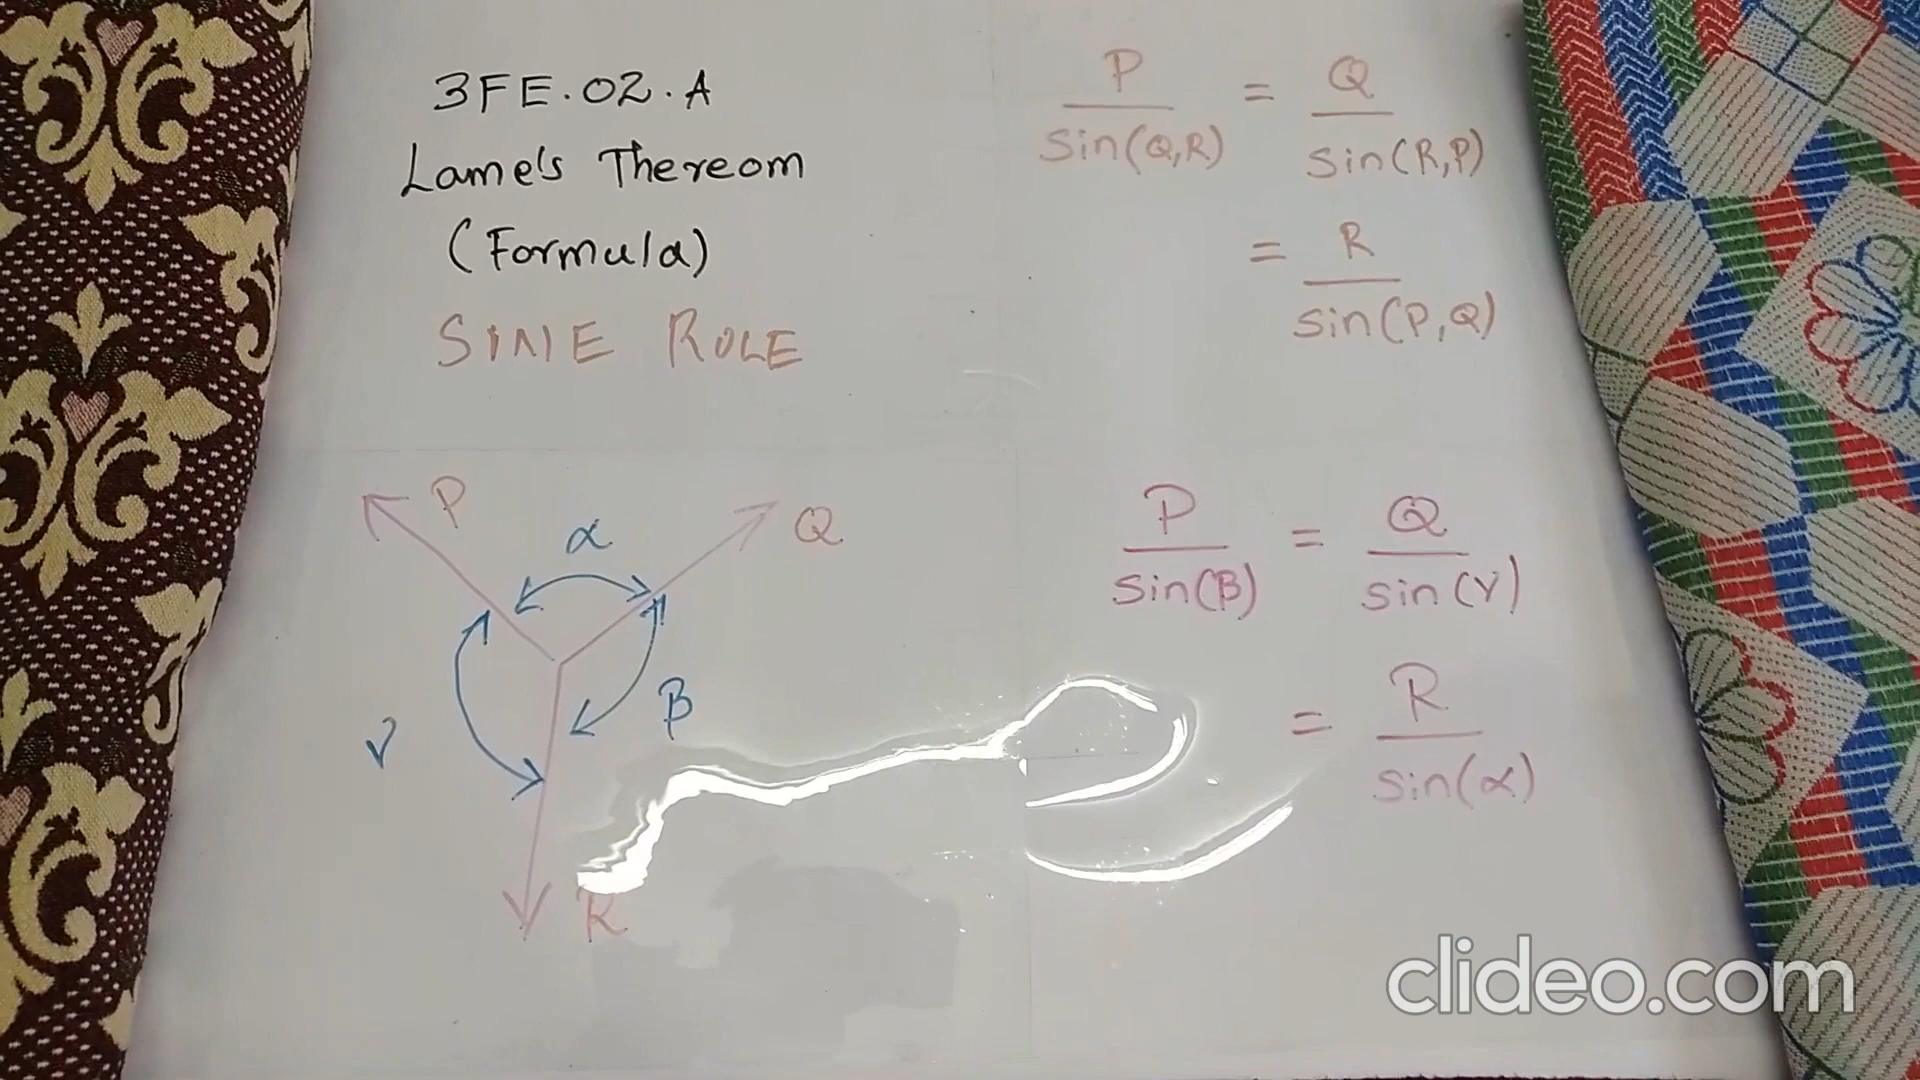 3FE.02.A
Lame's Thereom
(Formula)
SINE RULE
P/Sin(Q,R) = Q/Sin(R,P)
= R/Sin(P,Q)
P
α
Q
γ
β
R
P/Sin(β) = Q/Sin(γ)
= R/Sin(α)
clideo.com